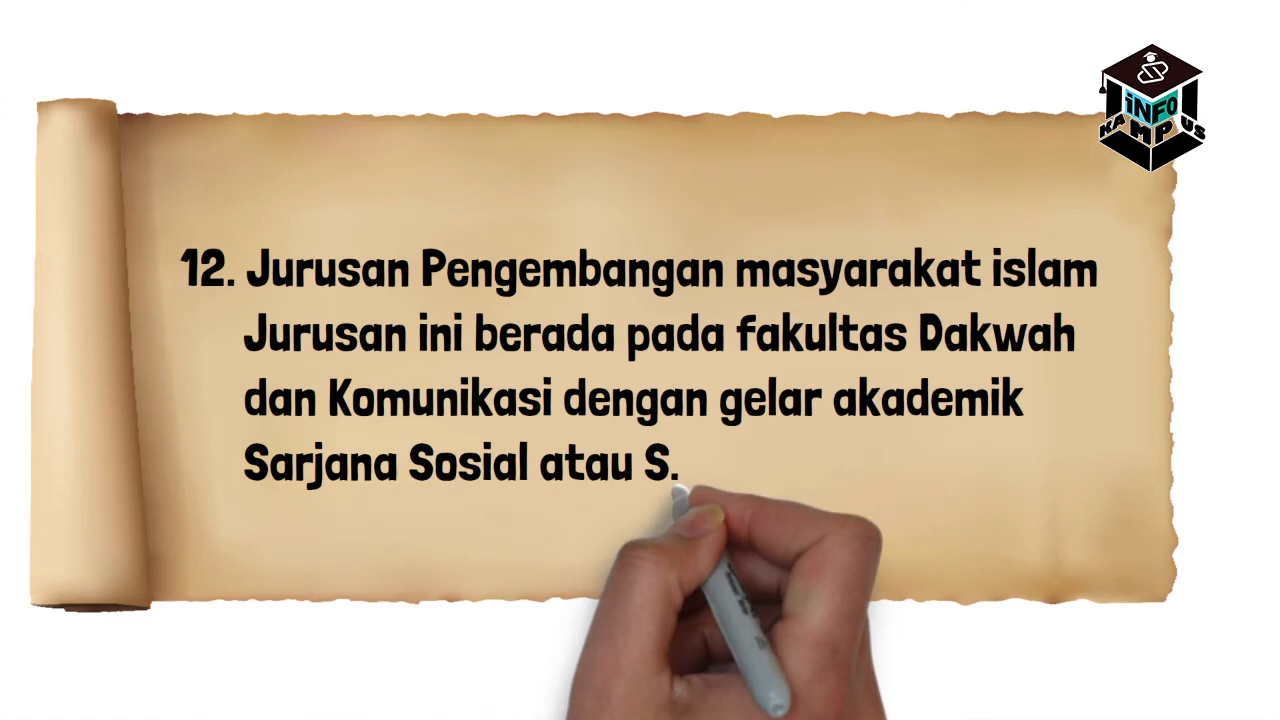 iNFO
KAMPUS
12. Jurusan Pengembangan masyarakat islam
Jurusan ini berada pada fakultas Dakwah
dan Komunikasi dengan gelar akademik
Sarjana Sosial atau S.